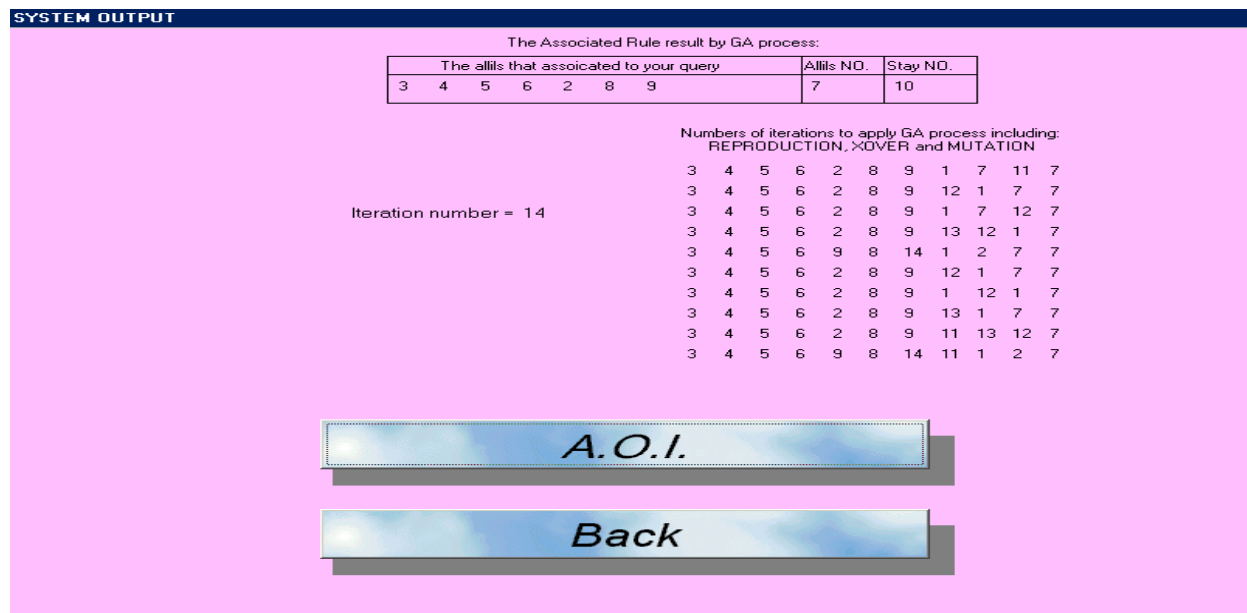 SYSTEM OUTPUT
The Associated Rule result by GA process:
The allils that assoicated to your query Allils NO. Stay NO.
3 4 5 6 2 8 9 7 10
Numbers of iterations to apply GA process including:
REPRODUCTION, XOVER and MUTATION
3 4 5 6 2 8 9 1 7 11 7
3 4 5 6 2 8 9 12 1 7 7
Iteration number = 14
3 4 5 6 2 8 9 1 7 12 7
3 4 5 6 2 8 9 13 12 1 7
3 4 5 6 9 8 14 1 2 7 7
3 4 5 6 2 8 9 12 1 7 7
3 4 5 6 2 8 9 1 12 1 7
3 4 5 6 2 8 9 13 1 7 7
3 4 5 6 2 8 9 11 13 12 7
3 4 5 6 9 8 14 11 1 2 7
A.O.I.
Back